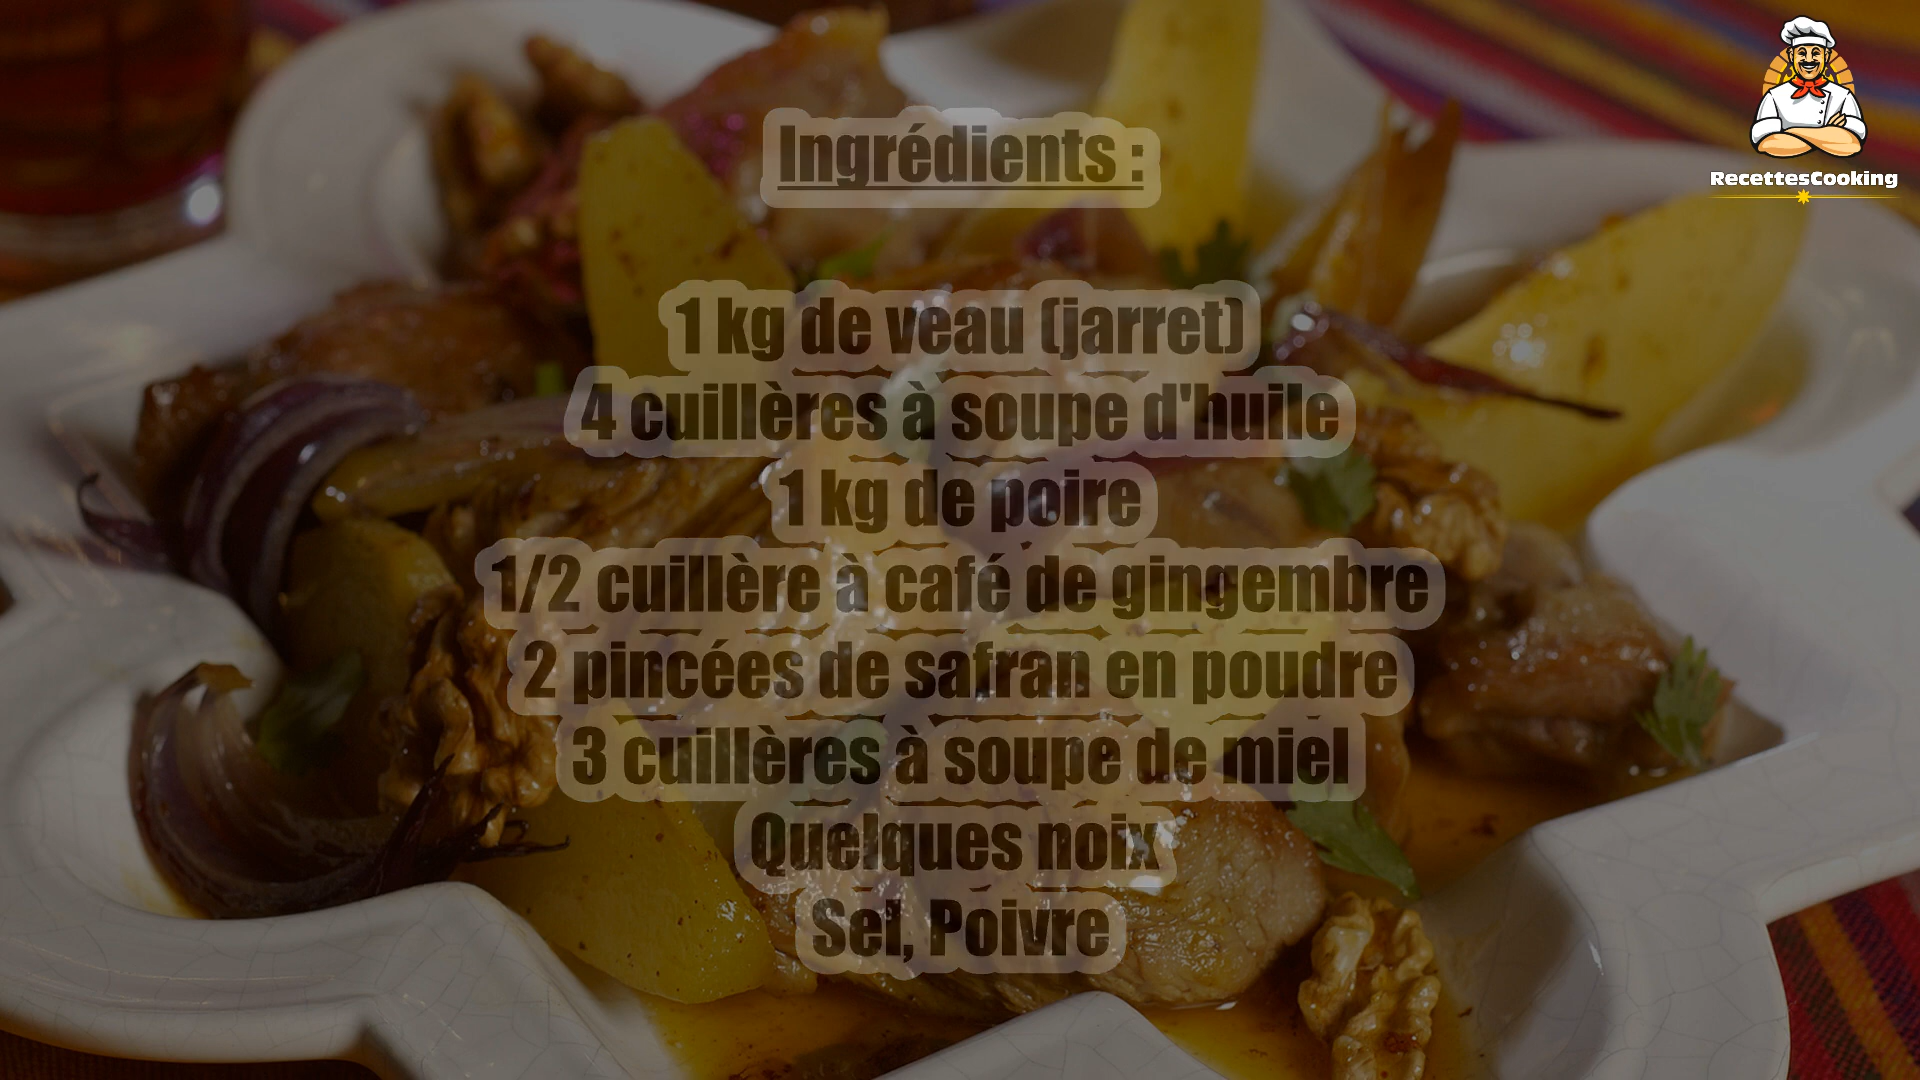 RecettesCooking
Ingrédients :
1 kg de veau (jarret)
4 cuillères à soupe d'huile
1 kg de poire
1/2 cuillère à café de gingembre
2 pincées de safran en poudre
3 cuillères à soupe de miel
Quelques noix
Sel, Poivre